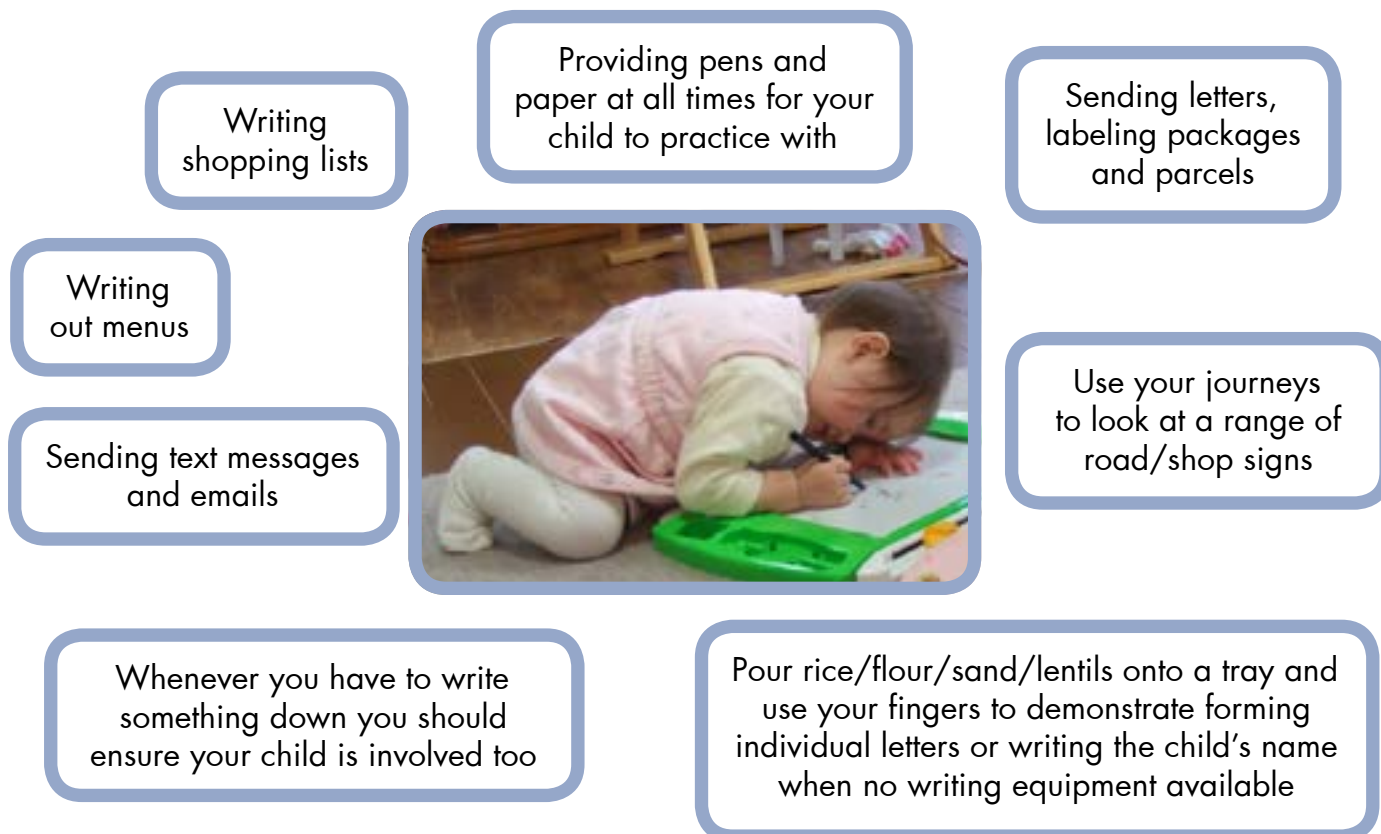 Providing pens and
paper at all times for your
child to practice with
Writing
shopping lists
Sending letters,
labeling packages
and parcels
Writing
out menus
Use your journeys
to look at a range of
road/shop signs
Sending text messages
and emails
Whenever you have to write
something down you should
ensure your child is involved too
Pour rice/flour/sand/lentils onto a tray and
use your fingers to demonstrate forming
individual letters or writing the child’s name
when no writing equipment available